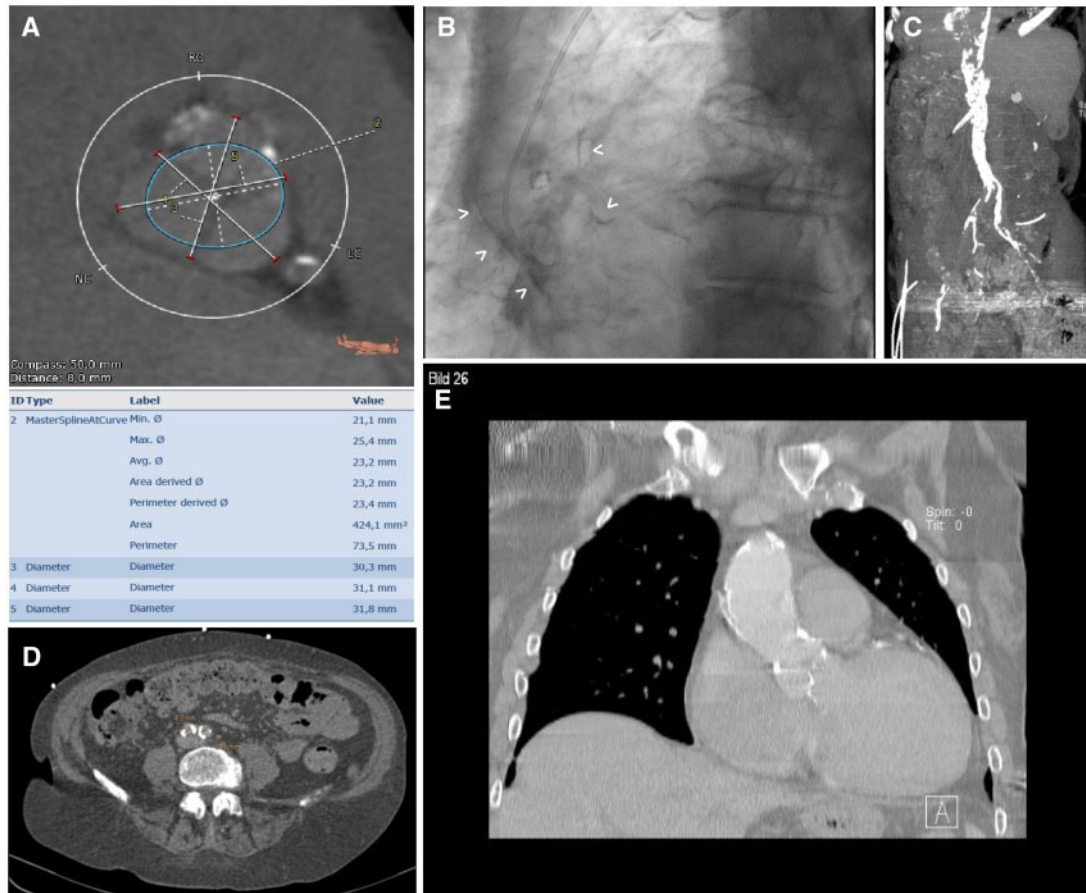 A
RC
2
5
1
3
NC
LC
Compass: 50,0 mm
Distance: 8,0 mm
ID Type Label Value
2 MasterSplineAtCurve Min. Ø 21,1 mm
Max. Ø 25,4 mm
Avg. Ø 23,2 mm
Area derived Ø 23,2 mm
Perimeter derived Ø 23,4 mm
Area 424,1 mm²
Perimeter 73,5 mm
3 Diameter Diameter 30,3 mm
4 Diameter Diameter 31,1 mm
5 Diameter Diameter 31,8 mm
B
C
D
Bild 26
E
Spin: -0
Tilt: 0
A